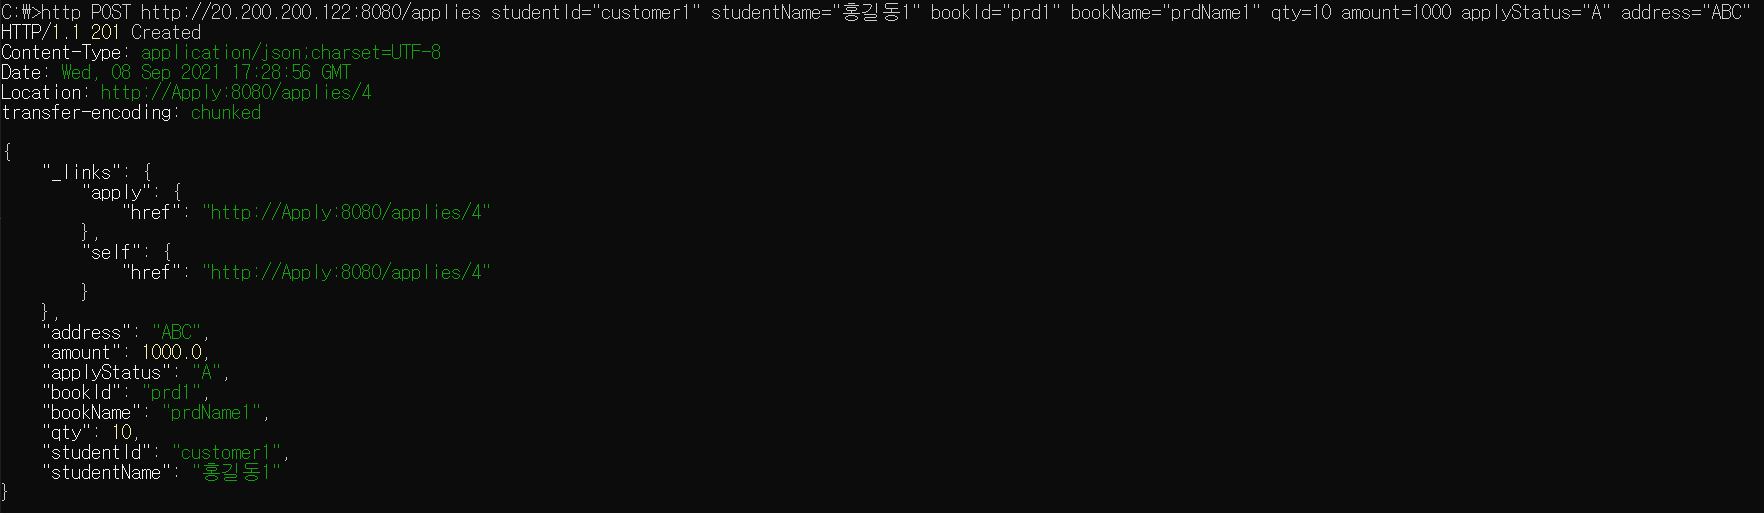 C:\>http POST http://20.200.200.122:8080/applies studentId="customer1" studentName="홍길동1" bookId="prd1" bookName="prdName1" qty=10 amount=1000 applyStatus="A" address="ABC"
HTTP/1.1 201 Created
Content-Type: application/json;charset=UTF-8
Date: Wed, 08 Sep 2021 17:28:56 GMT
Location: http://Apply:8080/applies/4
transfer-encoding: chunked

{
    "_links": {
        "apply": {
            "href": "http://Apply:8080/applies/4"
        },
        "self": {
            "href": "http://Apply:8080/applies/4"
        }
    },
    "address": "ABC",
    "amount": 1000.0,
    "applyStatus": "A",
    "bookId": "prd1",
    "bookName": "prdName1",
    "qty": 10,
    "studentId": "customer1",
    "studentName": "홍길동1"
}